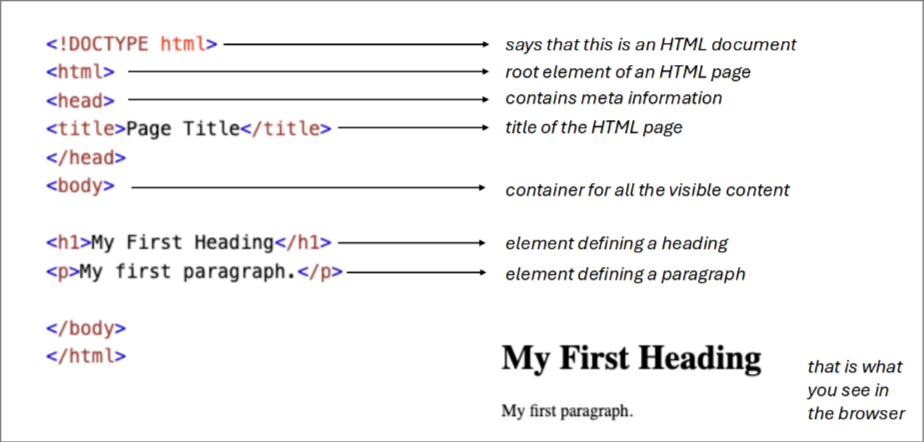 <!DOCTYPE html> says that this is an HTML document
<html> root element of an HTML page
<head> contains meta information
<title>Page Title</title> title of the HTML page
</head>
<body> container for all the visible content
<h1>My First Heading</h1> element defining a heading
<p>My first paragraph.</p> element defining a paragraph
</body>
</html>
My First Heading
My first paragraph.
that is what
you see in
the browser